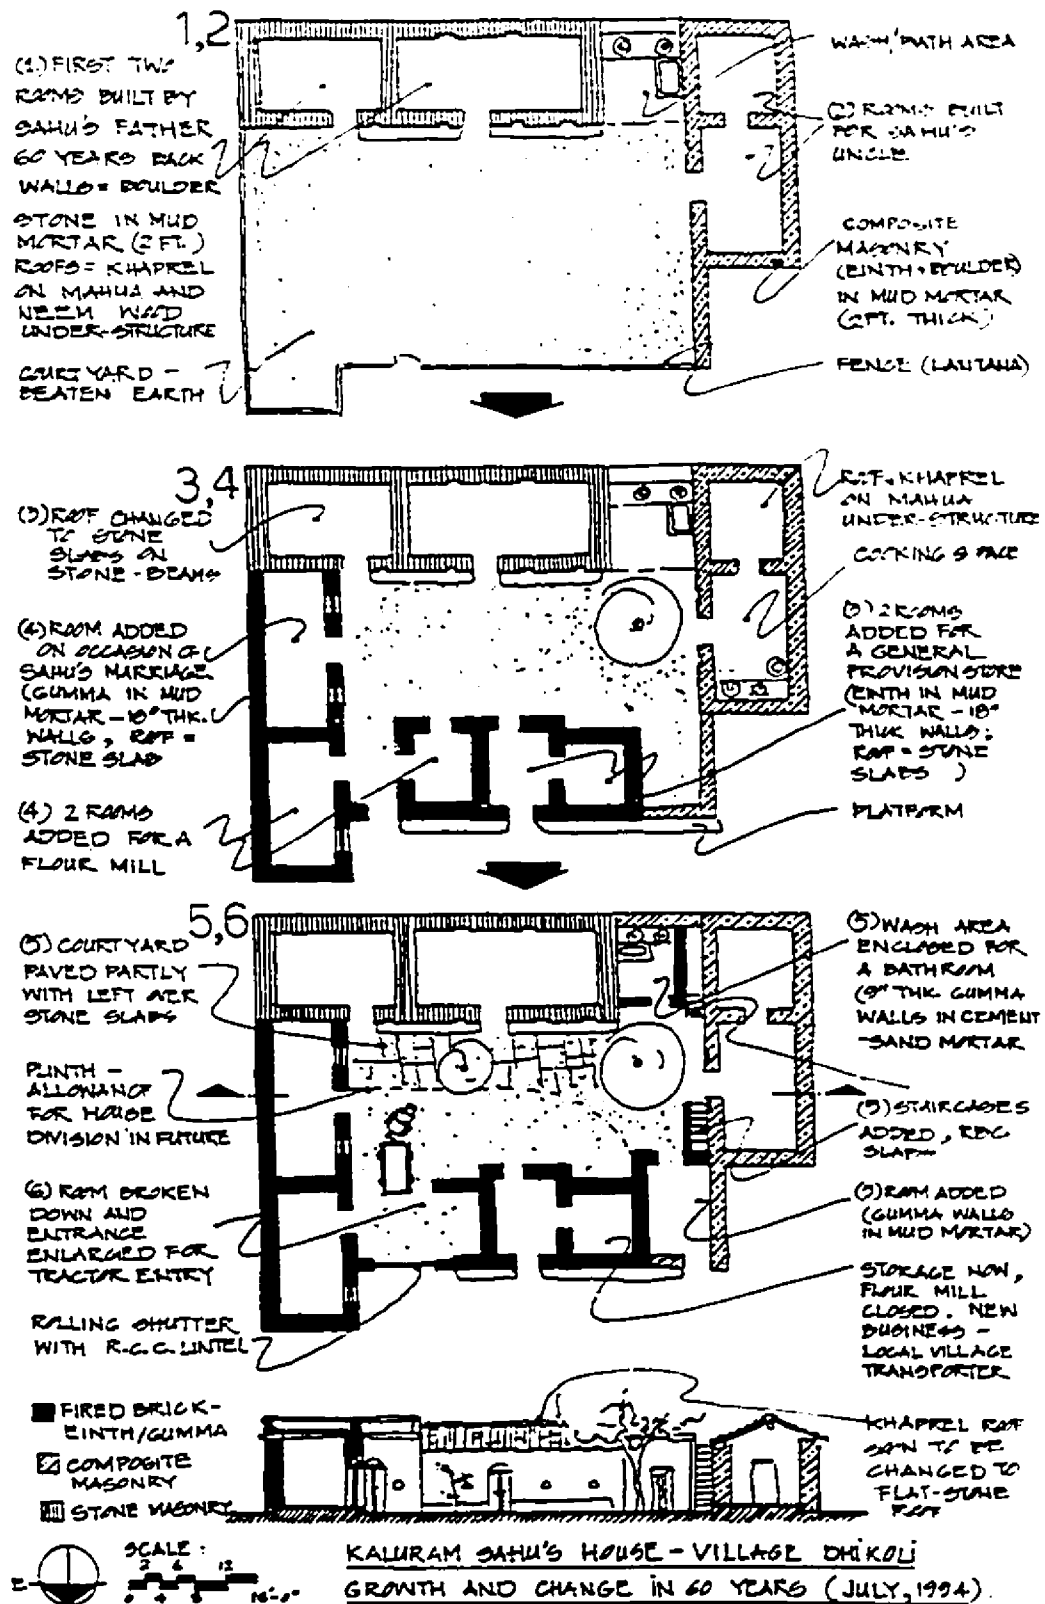 1,2
(1) FIRST TWO
ROOMS BUILT BY
SAHU'S FATHER
60 YEARS BACK
WALLS = BOULDER
STONE IN MUD
MORTAR (2 FT.)
ROOFS = KHAPREL
ON MAHUA AND
NEEM WOOD
UNDER-STRUCTURE
COURTYARD -
BEATEN EARTH
WASH/BATH AREA
(2) ROOMS BUILT
FOR SAHU'S
UNCLE
COMPOSITE
MASONRY
(EINTH + BOULDER)
IN MUD MORTAR
(2FT. THICK)
FENCE (LANTANA)
3,4
(3) ROOF CHANGED
TO STONE
SLABS ON
STONE-BEAMS
(4) ROOM ADDED
ON OCCASION OF
SAHU'S MARRIAGE
(GUMMA IN MUD
MORTAR - 18" THK.
WALLS, ROOF =
STONE SLAB
(4) 2 ROOMS
ADDED FOR A
FLOUR MILL
ROOF. KHAPREL
ON MAHUA
UNDER-STRUCTURE
COOKING SPACE
(3) 2 ROOMS
ADDED FOR
A GENERAL
PROVISION STORE
(EINTH IN MUD
MORTAR - 18"
THICK WALLS;
ROOF = STONE
SLABS)
PLATFORM
5,6
(5) COURTYARD
PAVED PARTLY
WITH LEFT OVER
STONE SLABS
PLINTH -
ALLOWANCE
FOR HOUSE
DIVISION IN FUTURE
(6) ROOM BROKEN
DOWN AND
ENTRANCE
ENLARGED FOR
TRACTOR ENTRY
ROLLING SHUTTER
WITH R.C.C. LINTEL
(5) WASH AREA
ENCLOSED FOR
A BATHROOM
(9" THK. GUMMA
WALLS IN CEMENT
-SAND MORTAR
(5) STAIRCASES
ADDED, RBC
SLAB
(5) ROOM ADDED
(GUMMA WALLS
IN MUD MORTAR)
STORAGE NOW,
FLOUR MILL
CLOSED. NEW
BUSINESS -
LOCAL VILLAGE
TRANSPORTER
KHAPREL ROOF
SOON TO BE
CHANGED TO
FLAT-STONE
ROOF
FIRED BRICK-
EINTH/GUMMA
COMPOSITE
MASONRY
STONE MASONRY
E
SCALE:
2 6 12
0 4 8 16'-0"
KALURAM SAHU'S HOUSE - VILLAGE DHIKOLI
GROWTH AND CHANGE IN 60 YEARS (JULY, 1994).